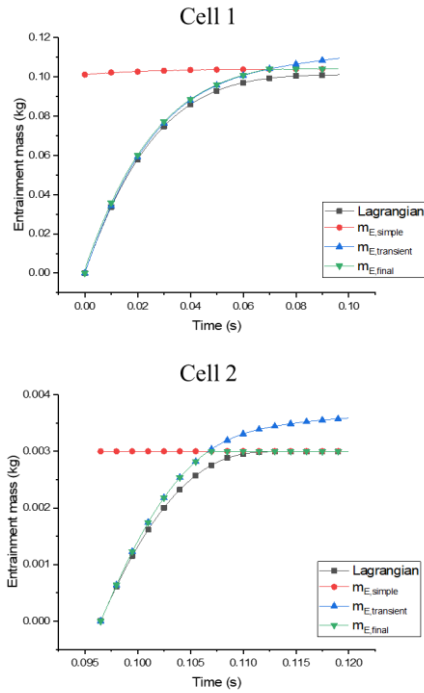 Cell 1
0.12
0.10
0.08
0.06
0.04
0.02
0.00
Entrainment mass (kg)
Lagrangian
mE,simple
mE,transient
mE,final
0.00 0.02 0.04 0.06 0.08 0.10
Time (s)
Cell 2
0.004
0.003
0.002
0.001
0.000
Entrainment mass (kg)
Lagrangian
mE,simple
mE,transient
mE,final
0.095 0.100 0.105 0.110 0.115 0.120
Time (s)